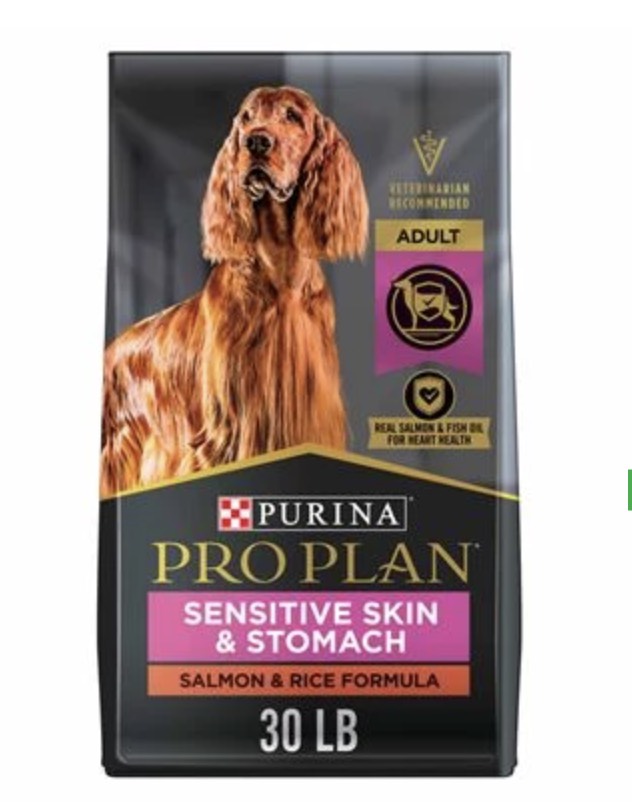 VETERINARIAN
RECOMMENDED
ADULT
REAL SALMON & FISH OIL
FOR HEART HEALTH
PURINA
PRO PLAN
SENSITIVE SKIN
& STOMACH
SALMON & RICE FORMULA
30 LB